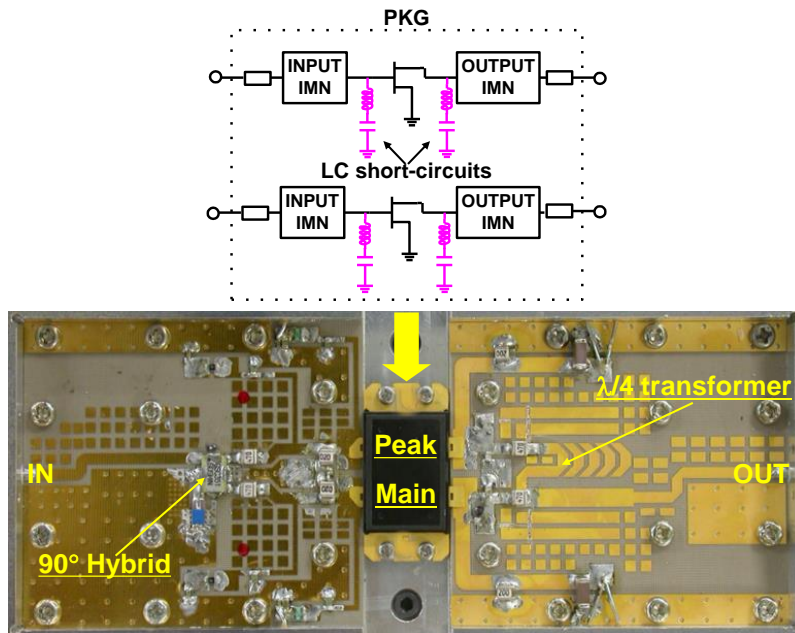 PKG
INPUT
IMN
OUTPUT
IMN
LC short-circuits
INPUT
IMN
OUTPUT
IMN
λ/4 transformer
Peak
Main
IN
OUT
90° Hybrid